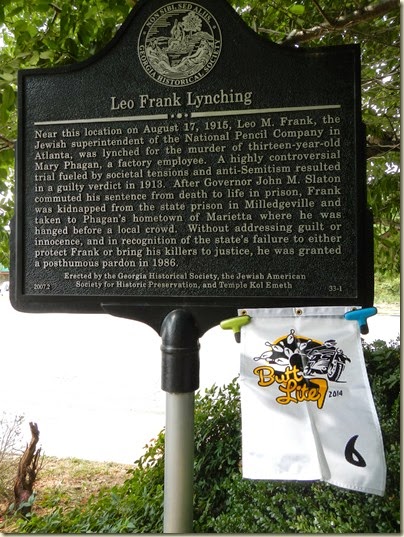 NON SIBI, SED ALIIS
GEORGIA HISTORICAL SOCIETY
Leo Frank Lynching
Near this location on August 17, 1915, Leo M. Frank, the
Jewish superintendent of the National Pencil Company in
Atlanta, was lynched for the murder of thirteen-year-old
Mary Phagan, a factory employee. A highly controversial
trial fueled by societal tensions and anti-Semitism resulted
in a guilty verdict in 1913. After Governor John M. Slaton
commuted his sentence from death to life in prison, Frank
was kidnapped from the state prison in Milledgeville and
taken to Phagan's hometown of Marietta where he was
hanged before a local crowd. Without addressing guilt or
innocence, and in recognition of the state's failure to either
protect Frank or bring his killers to justice, he was granted
a posthumous pardon in 1986.
Erected by the Georgia Historical Society, the Jewish American
Society for Historic Preservation, and Temple Kol Emeth
2007.2
33-1
Butt
Lite
2014
6